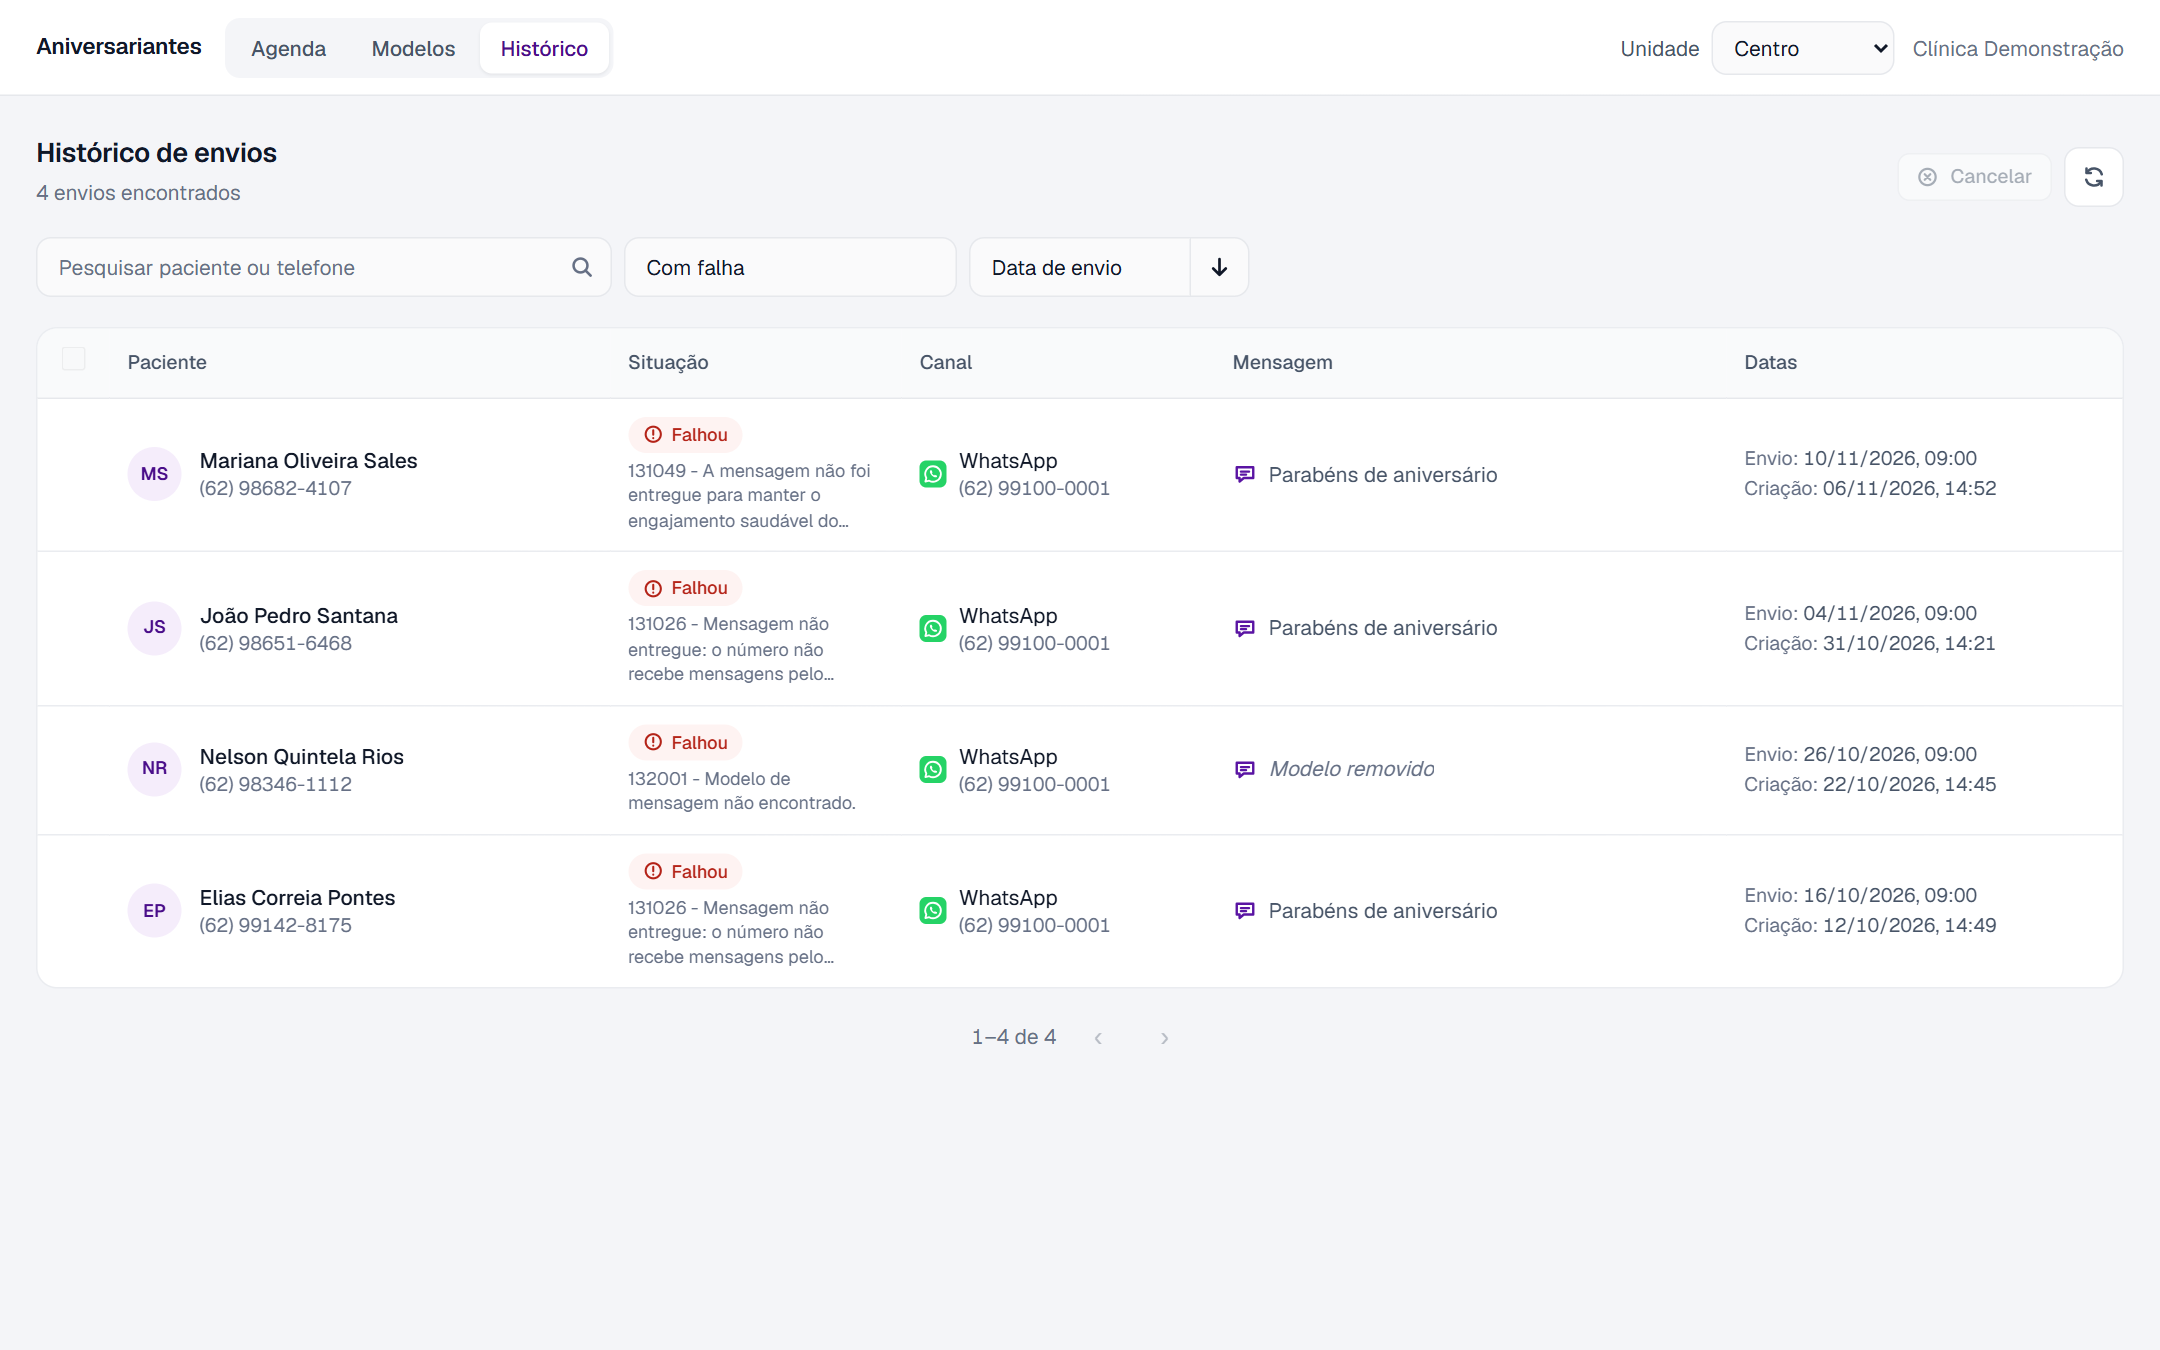 Aniversariantes
Agenda
Modelos
Histórico
Unidade
Centro
Clínica Demonstração
Histórico de envios
4 envios encontrados
Cancelar
Pesquisar paciente ou telefone
Com falha
Data de envio
Paciente
Situação
Canal
Mensagem
Datas
MS
Mariana Oliveira Sales
(62) 98682-4107
Falhou
131049 - A mensagem não foi
entregue para manter o
engajamento saudável do…
WhatsApp
(62) 99100-0001
Parabéns de aniversário
Envio: 10/11/2026, 09:00
Criação: 06/11/2026, 14:52
JS
João Pedro Santana
(62) 98651-6468
Falhou
131026 - Mensagem não
entregue: o número não
recebe mensagens pelo…
WhatsApp
(62) 99100-0001
Parabéns de aniversário
Envio: 04/11/2026, 09:00
Criação: 31/10/2026, 14:21
NR
Nelson Quintela Rios
(62) 98346-1112
Falhou
132001 - Modelo de
mensagem não encontrado.
WhatsApp
(62) 99100-0001
Modelo removido
Envio: 26/10/2026, 09:00
Criação: 22/10/2026, 14:45
EP
Elias Correia Pontes
(62) 99142-8175
Falhou
131026 - Mensagem não
entregue: o número não
recebe mensagens pelo…
WhatsApp
(62) 99100-0001
Parabéns de aniversário
Envio: 16/10/2026, 09:00
Criação: 12/10/2026, 14:49
1–4 de 4